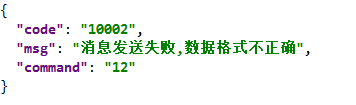 {
"code": "10002",
"msg": "消息发送失败,数据格式不正确",
"command": "12"
}